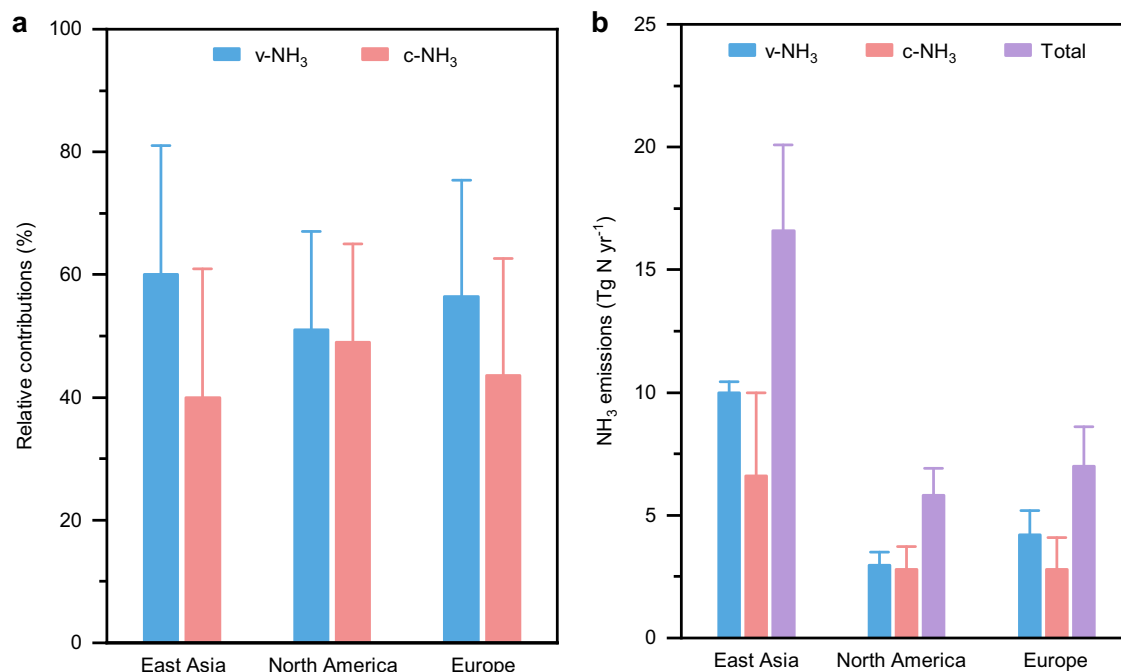 a
v-NH₃ c-NH₃
Relative contributions (%)
100
80
60
40
20
0
East Asia North America Europe
b
v-NH₃ c-NH₃ Total
NH₃ emissions (Tg N yr⁻¹)
25
20
15
10
5
0
East Asia North America Europe